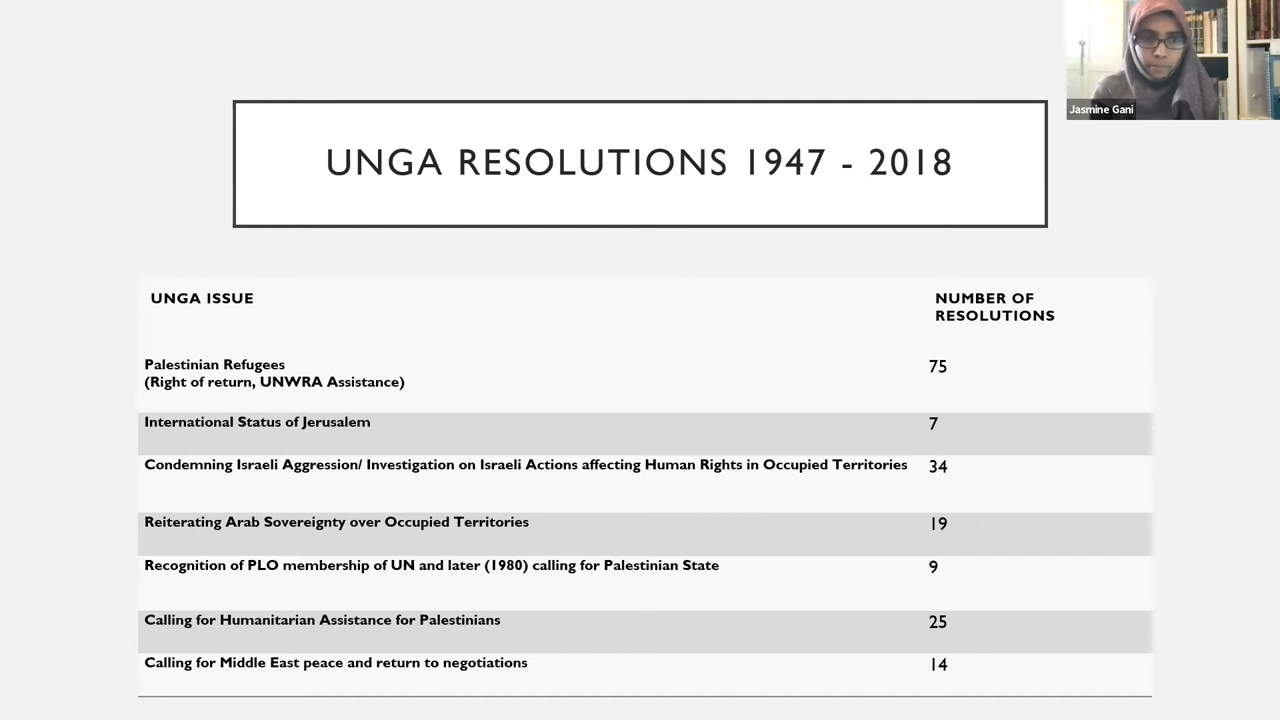 Jasmine Gani
UNGA RESOLUTIONS 1947 - 2018
UNGA ISSUE
NUMBER OF
RESOLUTIONS
Palestinian Refugees
(Right of return, UNWRA Assistance)
75
International Status of Jerusalem
7
Condemning Israeli Aggression/ Investigation on Israeli Actions affecting Human Rights in Occupied Territories
34
Reiterating Arab Sovereignty over Occupied Territories
19
Recognition of PLO membership of UN and later (1980) calling for Palestinian State
9
Calling for Humanitarian Assistance for Palestinians
25
Calling for Middle East peace and return to negotiations
14